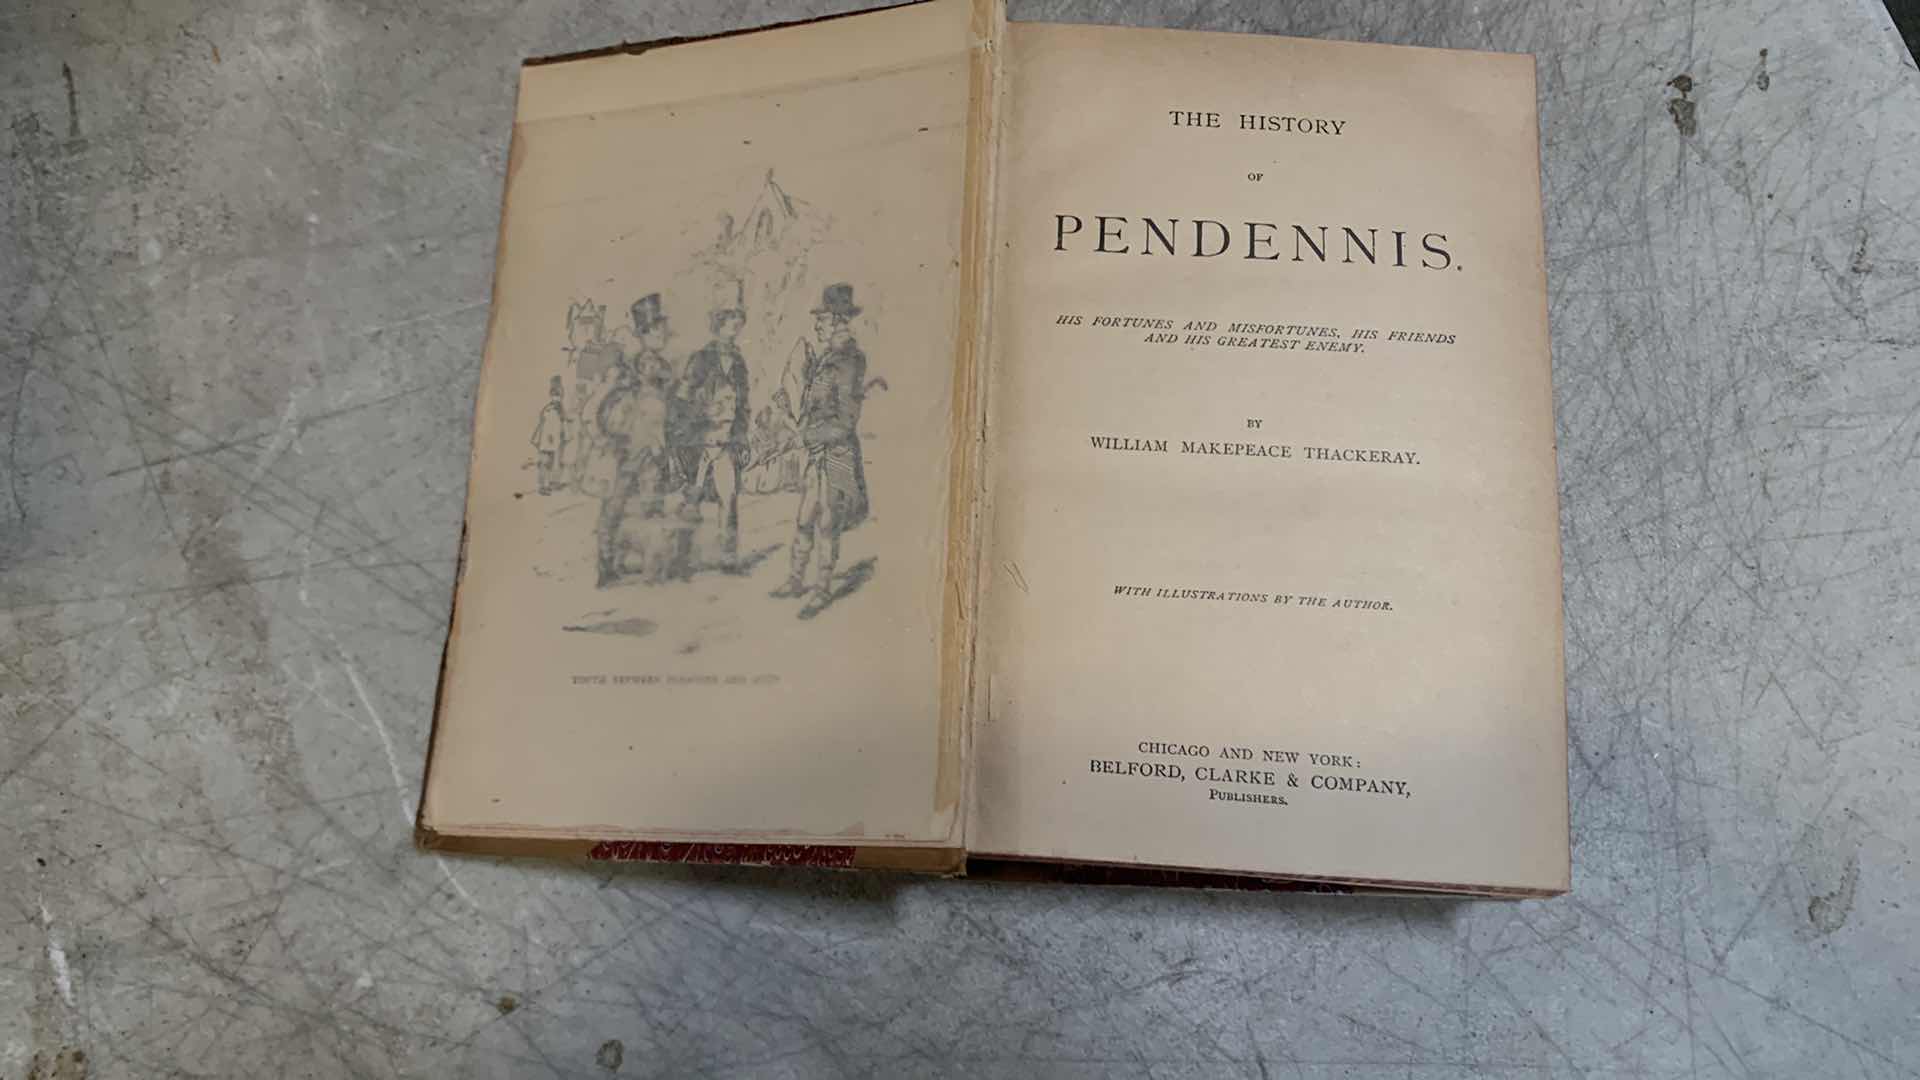 THE HISTORY
OF
PENDENNIS.
HIS FORTUNES AND MISFORTUNES, HIS FRIENDS
AND HIS GREATEST ENEMY.
BY
WILLIAM MAKEPEACE THACKERAY.
WITH ILLUSTRATIONS BY THE AUTHOR.
CHICAGO AND NEW YORK:
BELFORD, CLARKE & COMPANY,
PUBLISHERS.